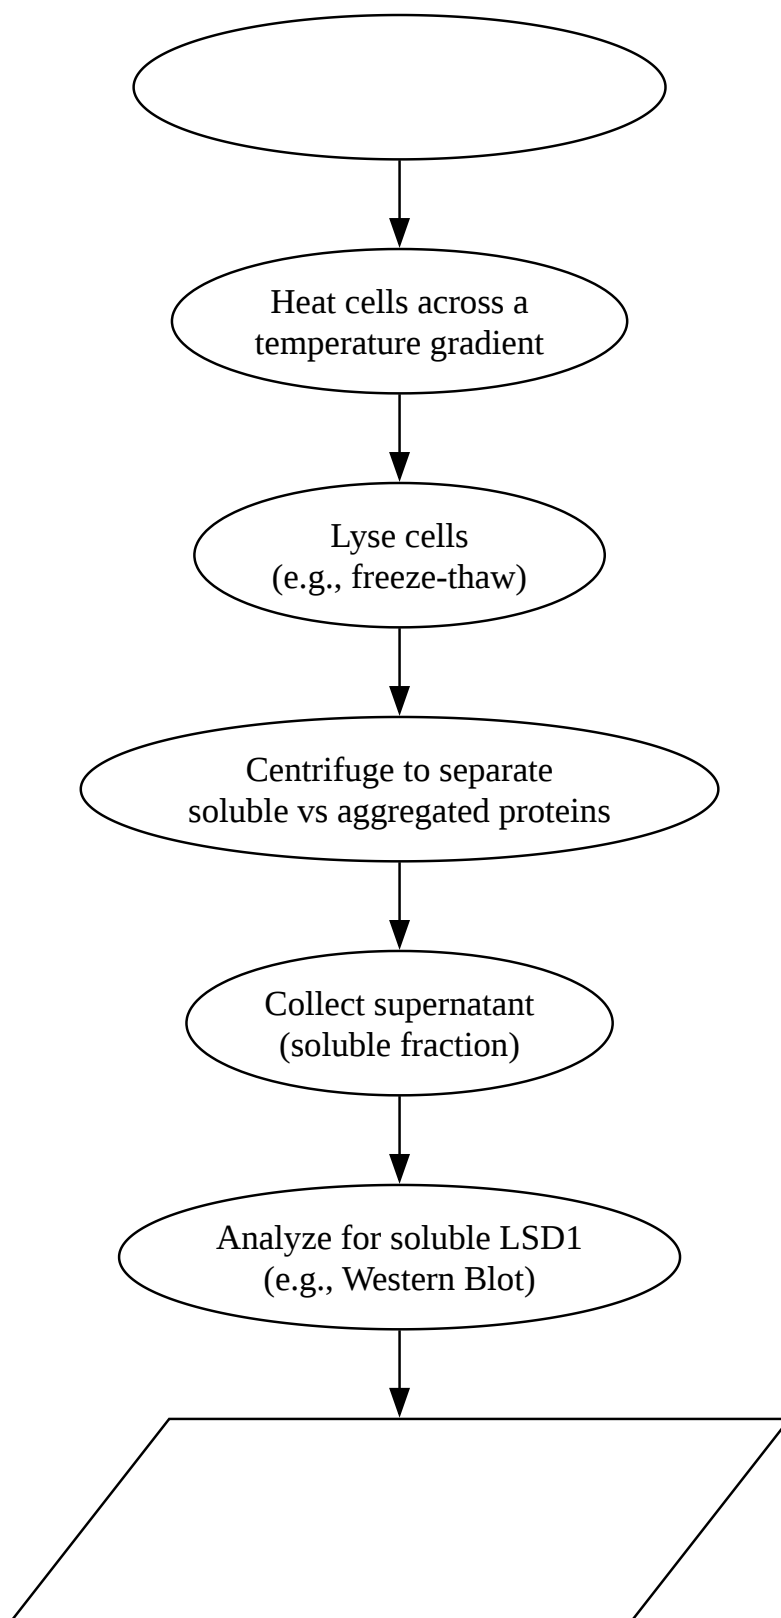 Heat cells across a
temperature gradient
Lyse cells
(e.g., freeze-thaw)
Centrifuge to separate
soluble vs aggregated proteins
Collect supernatant
(soluble fraction)
Analyze for soluble LSD1
(e.g., Western Blot)